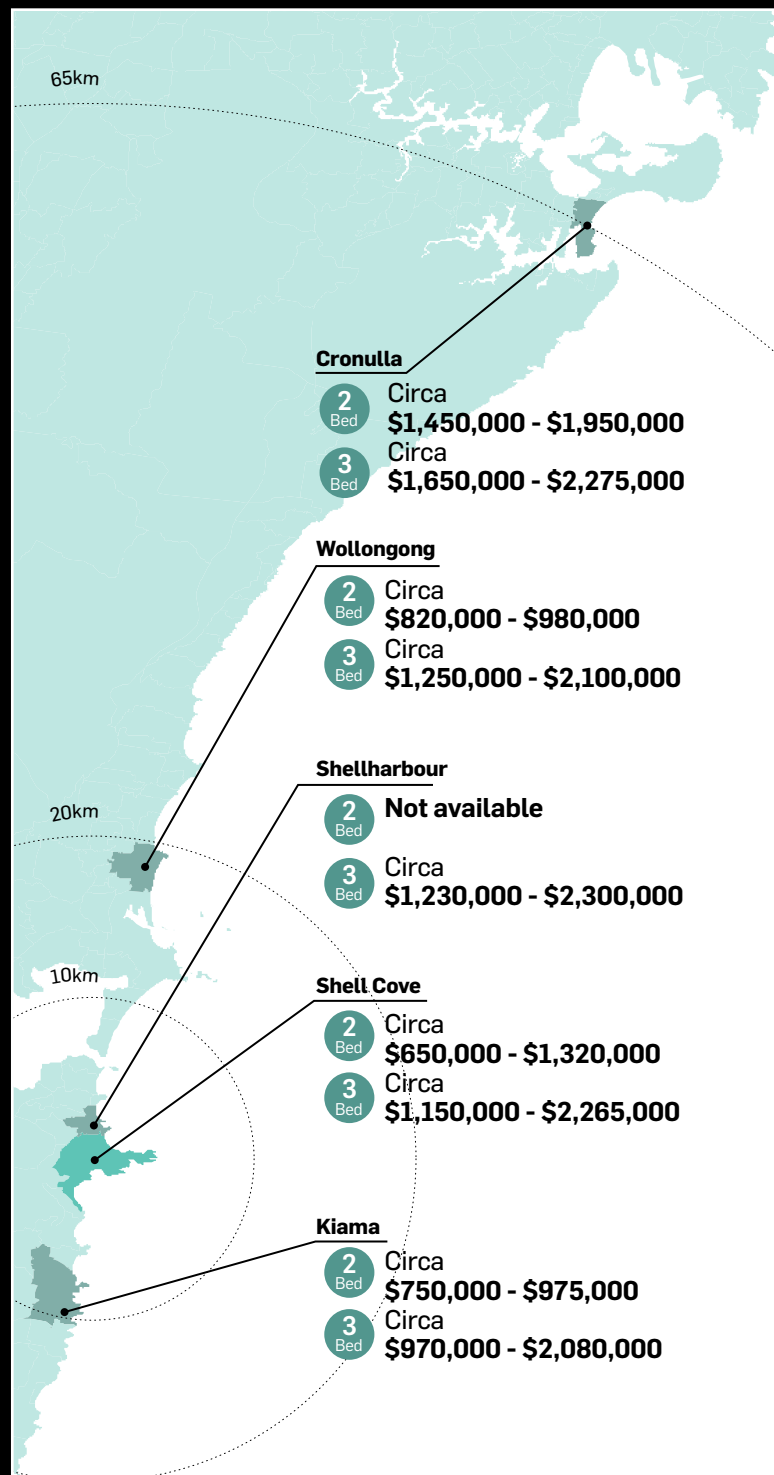 65km
Cronulla
2
Bed
Circa
$1,450,000 - $1,950,000
3
Bed
Circa
$1,650,000 - $2,275,000
Wollongong
2
Bed
Circa
$820,000 - $980,000
3
Bed
Circa
$1,250,000 - $2,100,000
Shellharbour
2
Bed
Not available
3
Bed
Circa
$1,230,000 - $2,300,000
20km
10km
Shell Cove
2
Bed
Circa
$650,000 - $1,320,000
3
Bed
Circa
$1,150,000 - $2,265,000
Kiama
2
Bed
Circa
$750,000 - $975,000
3
Bed
Circa
$970,000 - $2,080,000